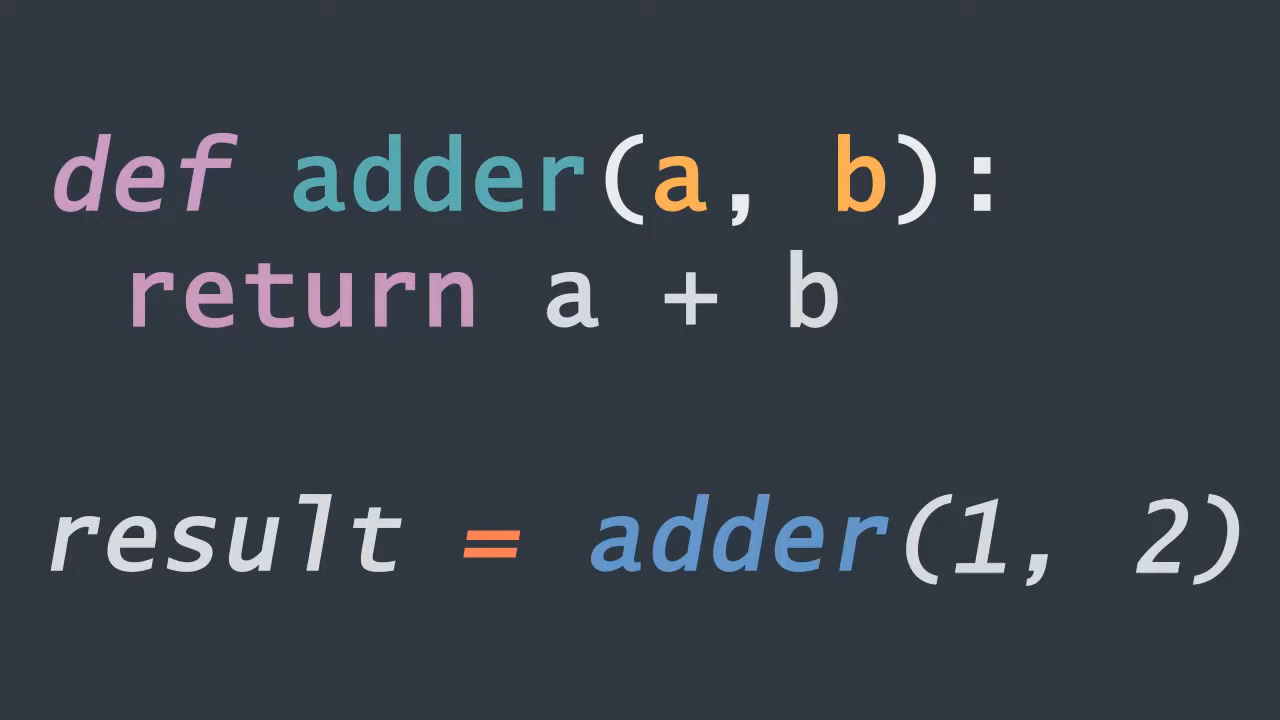 def adder(a, b):
return a + b
result = adder(1, 2)